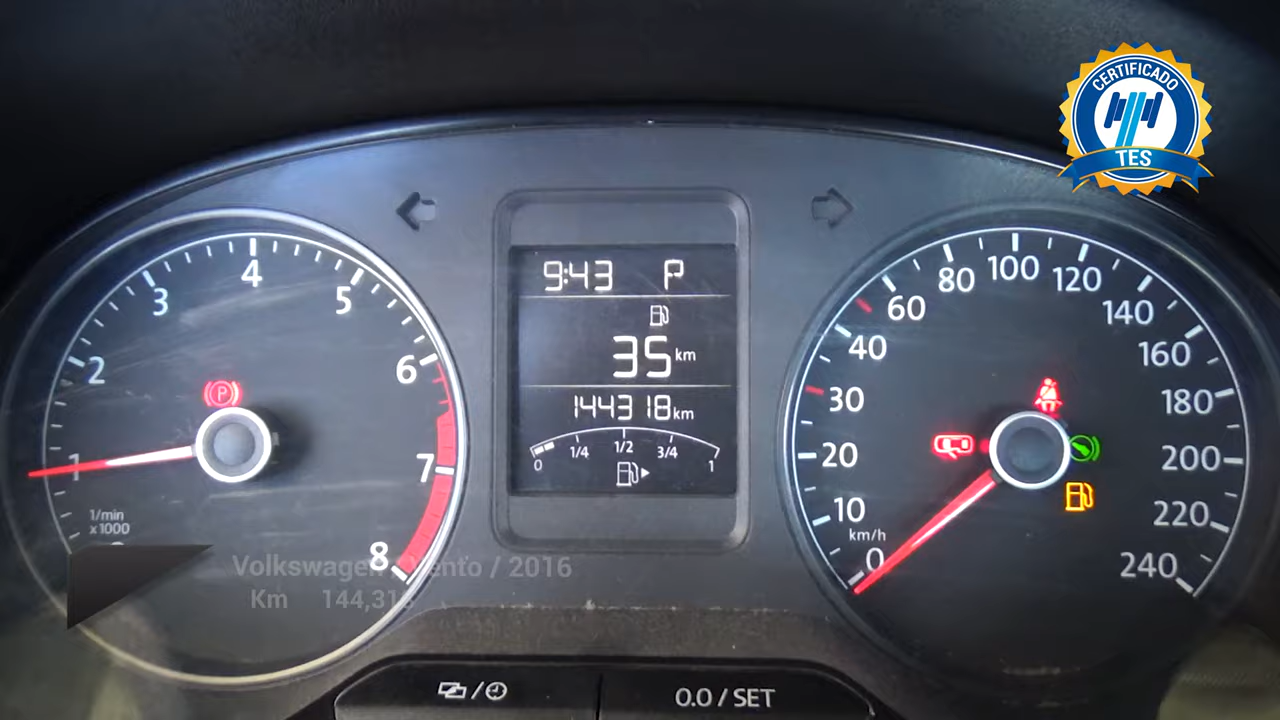 CERTIFICADO
TES
9:43 P
35 km
144318 km
0 1/4 1/2 3/4 1
1 2 3 4 5 6 7 8
1/min
x1000
P
0 10 20 30 40 60 80 100 120 140 160 180 200 220 240
km/h
Volkswagen / Vento / 2016
Km 144,318
0.0 / SET